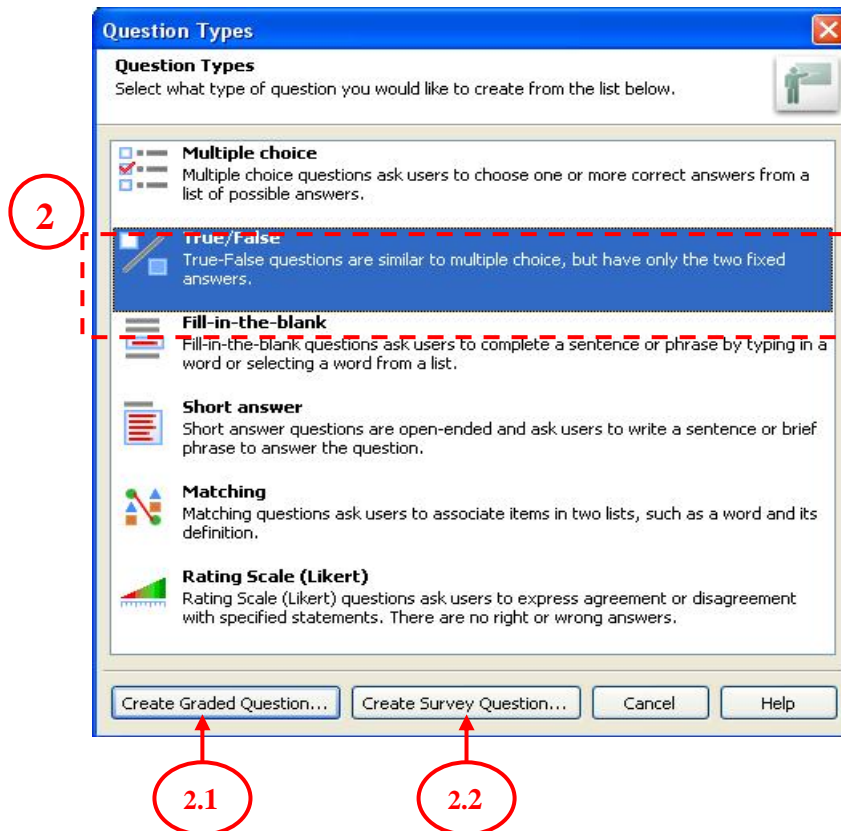 Question Types
Question Types
Select what type of question you would like to create from the list below.
Multiple choice
Multiple choice questions ask users to choose one or more correct answers from a
list of possible answers.
2
True/False
True-False questions are similar to multiple choice, but have only the two fixed
answers.
Fill-in-the-blank
Fill-in-the-blank questions ask users to complete a sentence or phrase by typing in a
word or selecting a word from a list.
Short answer
Short answer questions are open-ended and ask users to write a sentence or brief
phrase to answer the question.
Matching
Matching questions ask users to associate items in two lists, such as a word and its
definition.
Rating Scale (Likert)
Rating Scale (Likert) questions ask users to express agreement or disagreement
with specified statements. There are no right or wrong answers.
Create Graded Question... Create Survey Question... Cancel Help
2.1 2.2